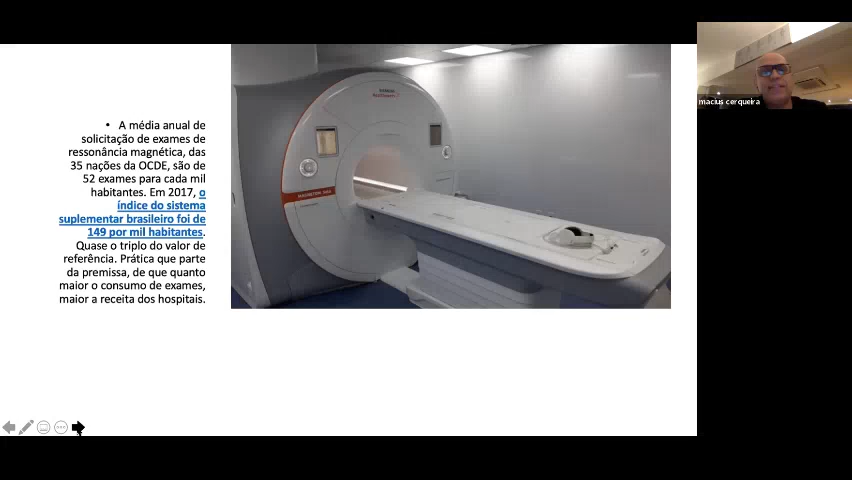 • A média anual de
solicitação de exames de
ressonância magnética, das
35 nações da OCDE, são de
52 exames para cada mil
habitantes. Em 2017, o
índice do sistema
suplementar brasileiro foi de
149 por mil habitantes.
Quase o triplo do valor de
referência. Prática que parte
da premissa, de que quanto
maior o consumo de exames,
maior a receita dos hospitais.
macius cerqueira